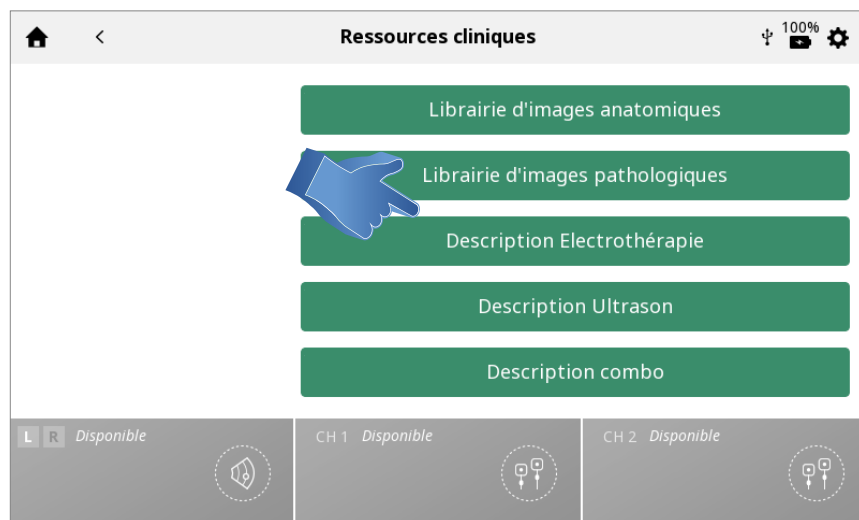 Ressources cliniques
100%
Librairie d'images anatomiques
Librairie d'images pathologiques
Description Electrothérapie
Description Ultrason
Description combo
L R Disponible
CH 1 Disponible
CH 2 Disponible